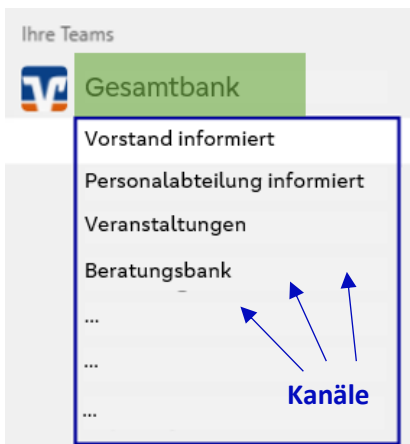 Ihre Teams
Gesamtbank
Vorstand informiert
Personalabteilung informiert
Veranstaltungen
Beratungsbank
...
...
...
Kanäle